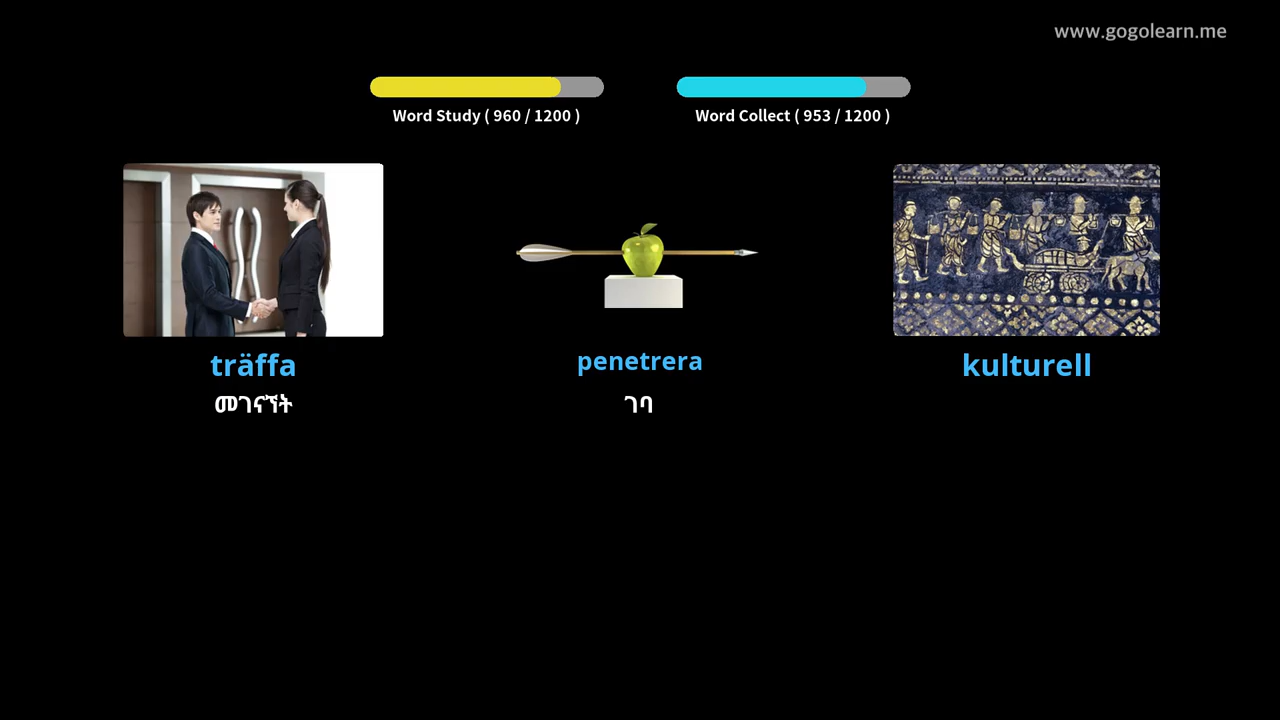 www.gogolearn.me
Word Study ( 960 / 1200 )
Word Collect ( 953 / 1200 )
träffa
መገናኘት
penetrera
ገባ
kulturell